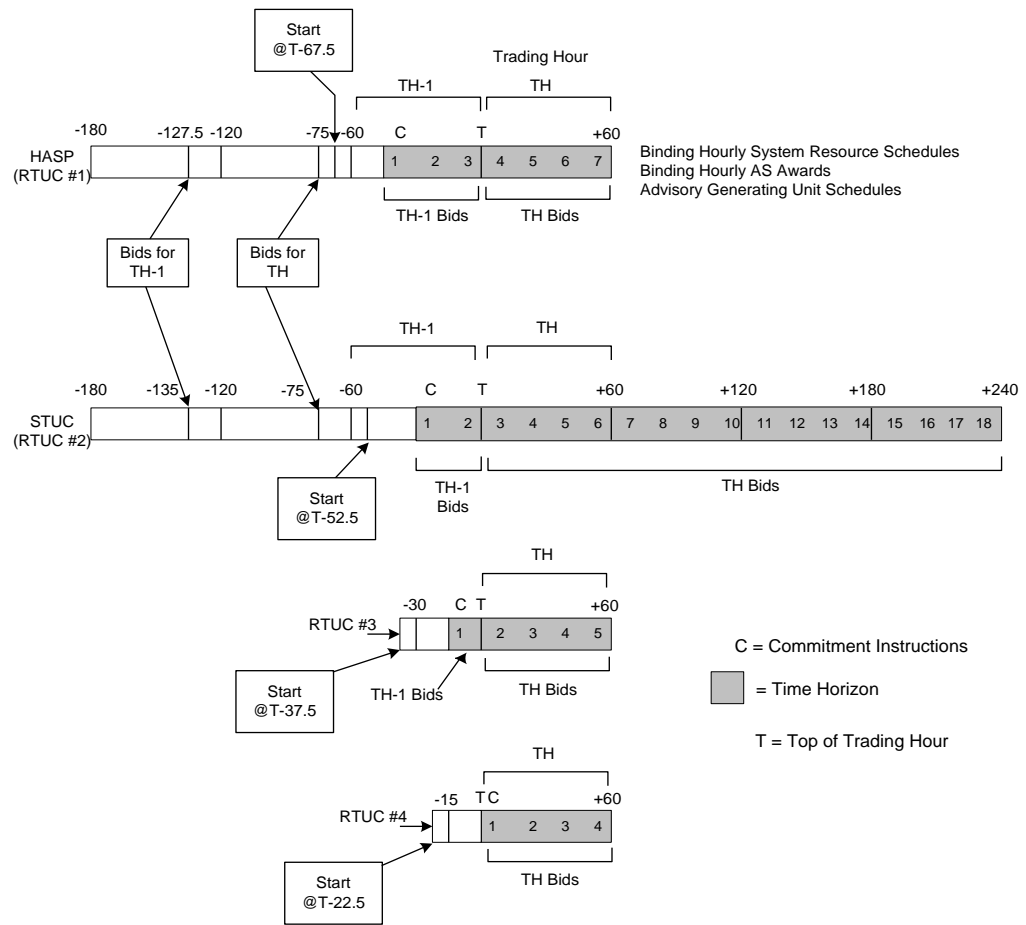 Start
@T-67.5
Trading Hour
TH-1
TH
-180
-127.5
-120
-75
-60
C
T
+60
HASP
(RTUC #1)
1 2 3 4 5 6 7
Binding Hourly System Resource Schedules
Binding Hourly AS Awards
Advisory Generating Unit Schedules
TH-1 Bids
TH Bids
Bids for
TH-1
Bids for
TH
TH-1
TH
-180
-135
-120
-75
-60
C
T
+60
+120
+180
+240
STUC
(RTUC #2)
1 2 3 4 5 6 7 8 9 10 11 12 13 14 15 16 17 18
TH-1
Bids
TH Bids
Start
@T-52.5
TH
-30
C
T
+60
RTUC #3
1 2 3 4 5
TH-1 Bids
TH Bids
Start
@T-37.5
C = Commitment Instructions
= Time Horizon
T = Top of Trading Hour
TH
-15
T
C
+60
RTUC #4
1 2 3 4
TH Bids
Start
@T-22.5